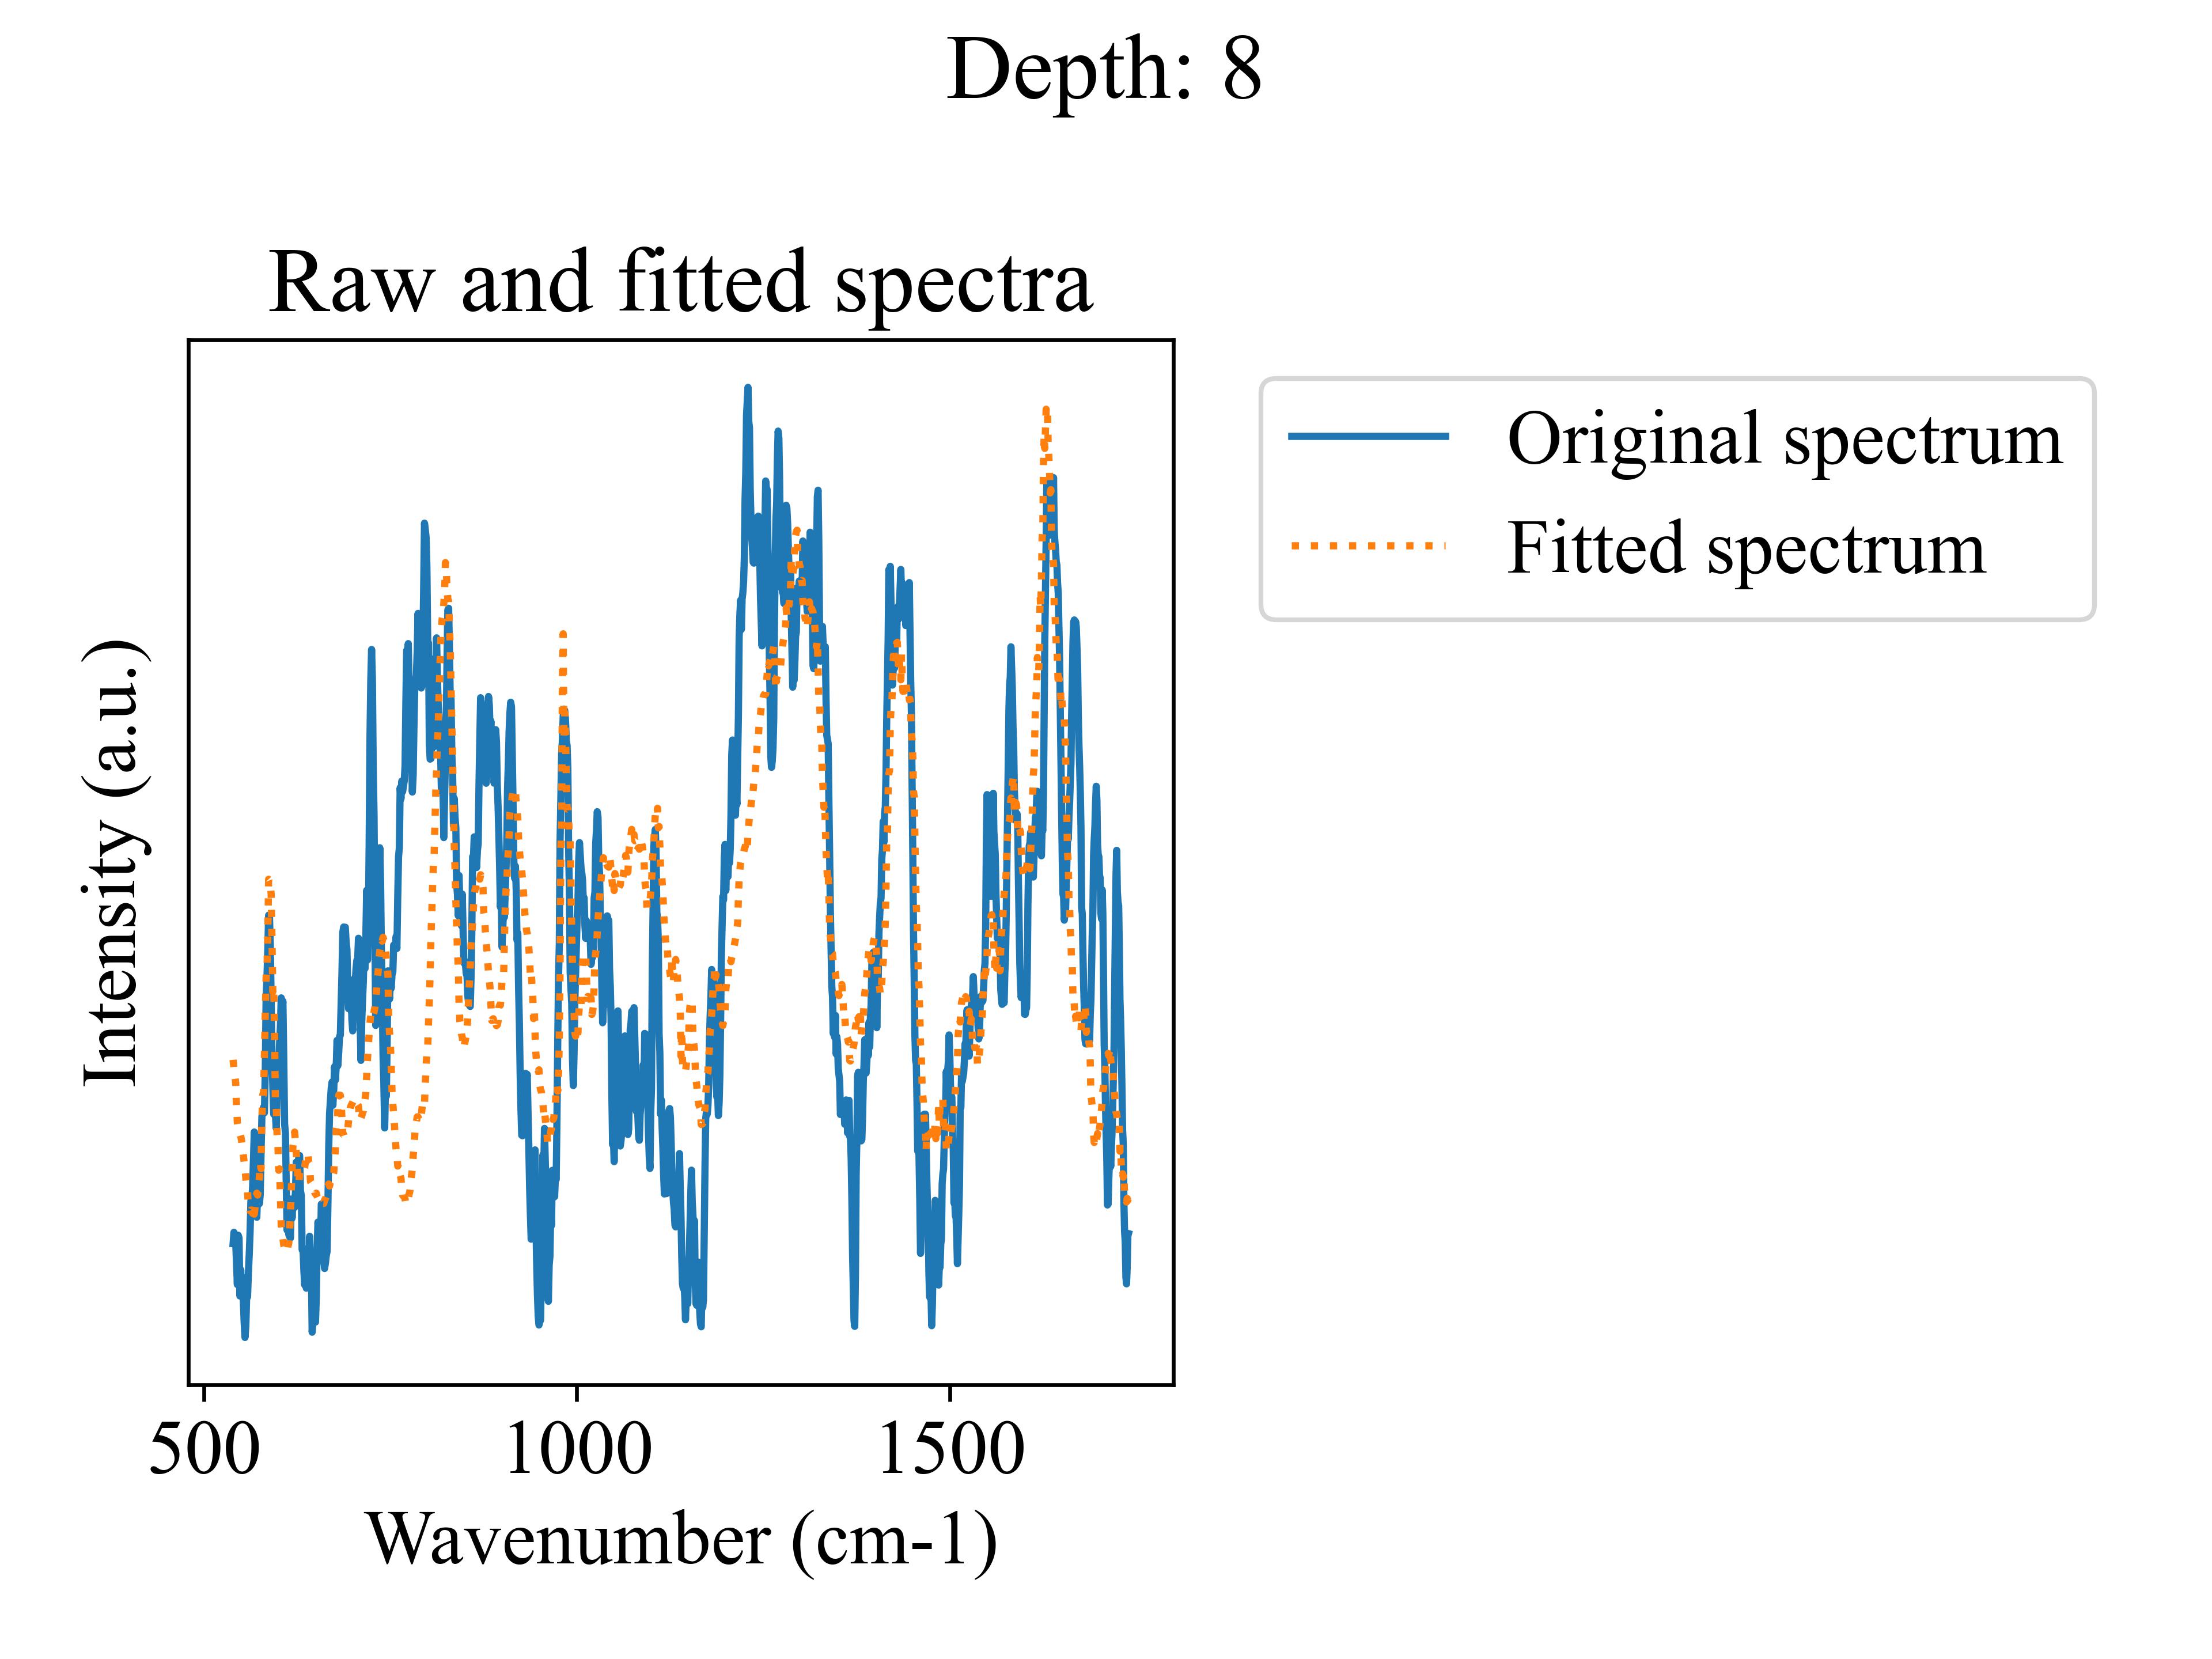 Depth: 8
Raw and fitted spectra
Original spectrum
Fitted spectrum
Intensity (a.u.)
500 1000 1500
Wavenumber (cm-1)